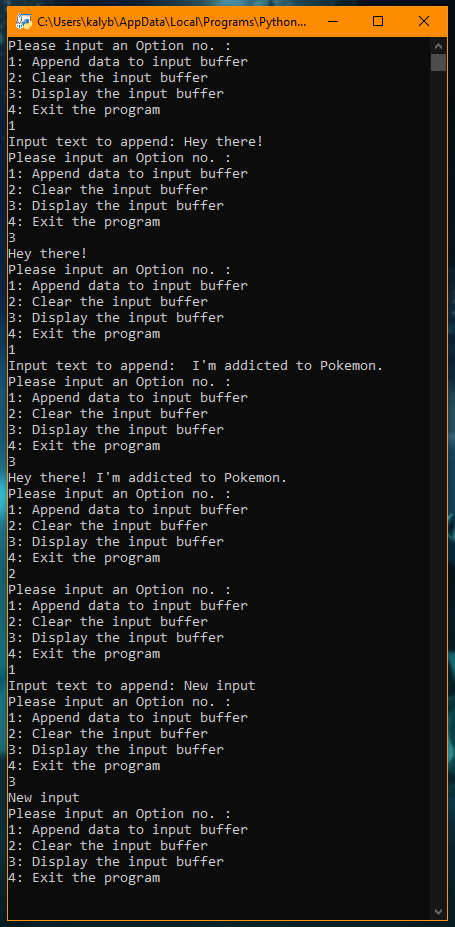 C:\Users\kalyb\AppData\Local\Programs\Python...
Please input an Option no. :
1: Append data to input buffer
2: Clear the input buffer
3: Display the input buffer
4: Exit the program
1
Input text to append: Hey there!
Please input an Option no. :
1: Append data to input buffer
2: Clear the input buffer
3: Display the input buffer
4: Exit the program
3
Hey there!
Please input an Option no. :
1: Append data to input buffer
2: Clear the input buffer
3: Display the input buffer
4: Exit the program
1
Input text to append:  I'm addicted to Pokemon.
Please input an Option no. :
1: Append data to input buffer
2: Clear the input buffer
3: Display the input buffer
4: Exit the program
3
Hey there! I'm addicted to Pokemon.
Please input an Option no. :
1: Append data to input buffer
2: Clear the input buffer
3: Display the input buffer
4: Exit the program
2
Please input an Option no. :
1: Append data to input buffer
2: Clear the input buffer
3: Display the input buffer
4: Exit the program
1
Input text to append: New input
Please input an Option no. :
1: Append data to input buffer
2: Clear the input buffer
3: Display the input buffer
4: Exit the program
3
New input
Please input an Option no. :
1: Append data to input buffer
2: Clear the input buffer
3: Display the input buffer
4: Exit the program